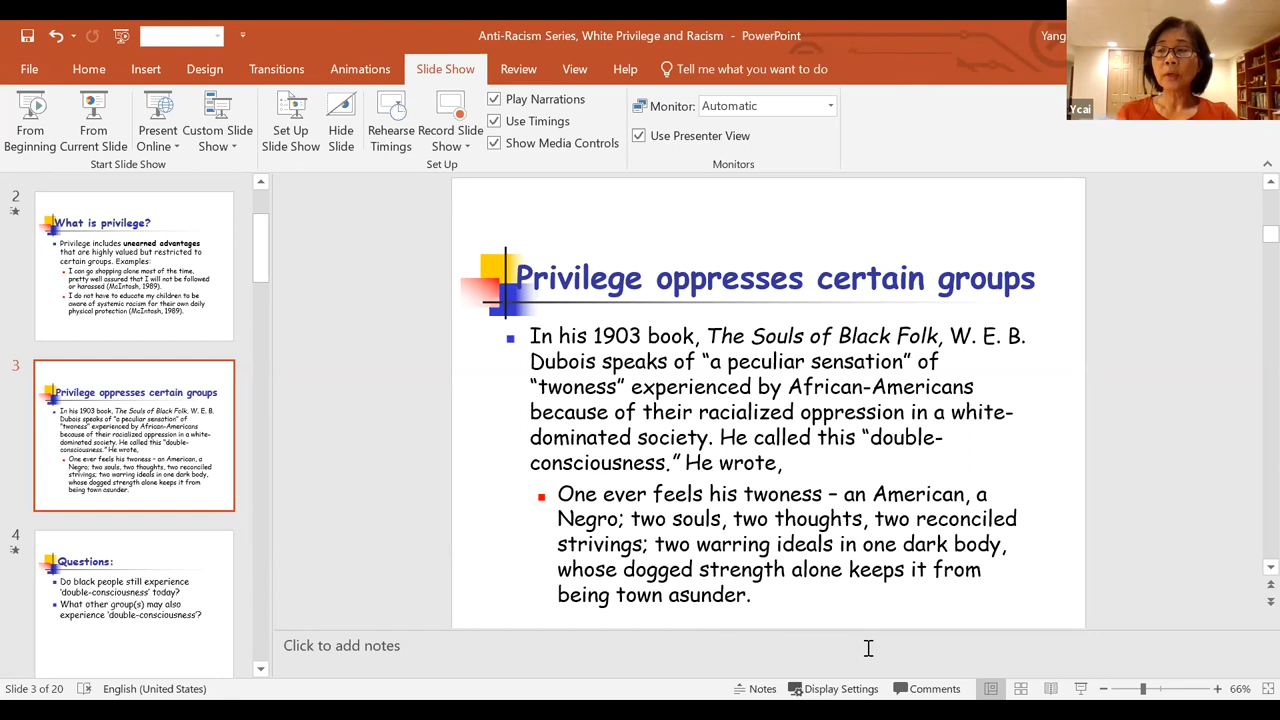 Anti-Racism Series, White Privilege and Racism - PowerPoint
Yang
File Home Insert Design Transitions Animations Slide Show Review View Help Tell me what you want to do
Ycai
From Beginning
From Current Slide
Present Online
Custom Slide Show
Set Up Slide Show
Hide Slide
Rehearse Timings
Record Slide Show
Play Narrations
Use Timings
Show Media Controls
Monitor: Automatic
Use Presenter View
Start Slide Show
Set Up
Monitors
2
What is privilege?
Privilege includes unearned advantages
that are highly valued but restricted to
certain groups. Examples:
I can go shopping alone most of the time,
pretty well assured that I will not be followed
or harassed (McIntosh, 1989).
I do not have to educate my children to be
aware of systemic racism for their own daily
physical protection (McIntosh, 1989).
3
Privilege oppresses certain groups
In his 1903 book, The Souls of Black Folk, W. E. B.
Dubois speaks of "a peculiar sensation" of
"twoness" experienced by African-Americans
because of their racialized oppression in a white-
dominated society. He called this "double-
consciousness." He wrote,
One ever feels his twoness – an American, a
Negro; two souls, two thoughts, two reconciled
strivings; two warring ideals in one dark body,
whose dogged strength alone keeps it from
being town asunder.
4
Questions:
Do black people still experience
'double-consciousness' today?
What other group(s) may also
experience 'double-consciousness'?
Privilege oppresses certain groups
In his 1903 book, The Souls of Black Folk, W. E. B.
Dubois speaks of "a peculiar sensation" of
"twoness" experienced by African-Americans
because of their racialized oppression in a white-
dominated society. He called this "double-
consciousness." He wrote,
One ever feels his twoness – an American, a
Negro; two souls, two thoughts, two reconciled
strivings; two warring ideals in one dark body,
whose dogged strength alone keeps it from
being town asunder.
Click to add notes
Slide 3 of 20 English (United States) Notes Display Settings Comments 66%